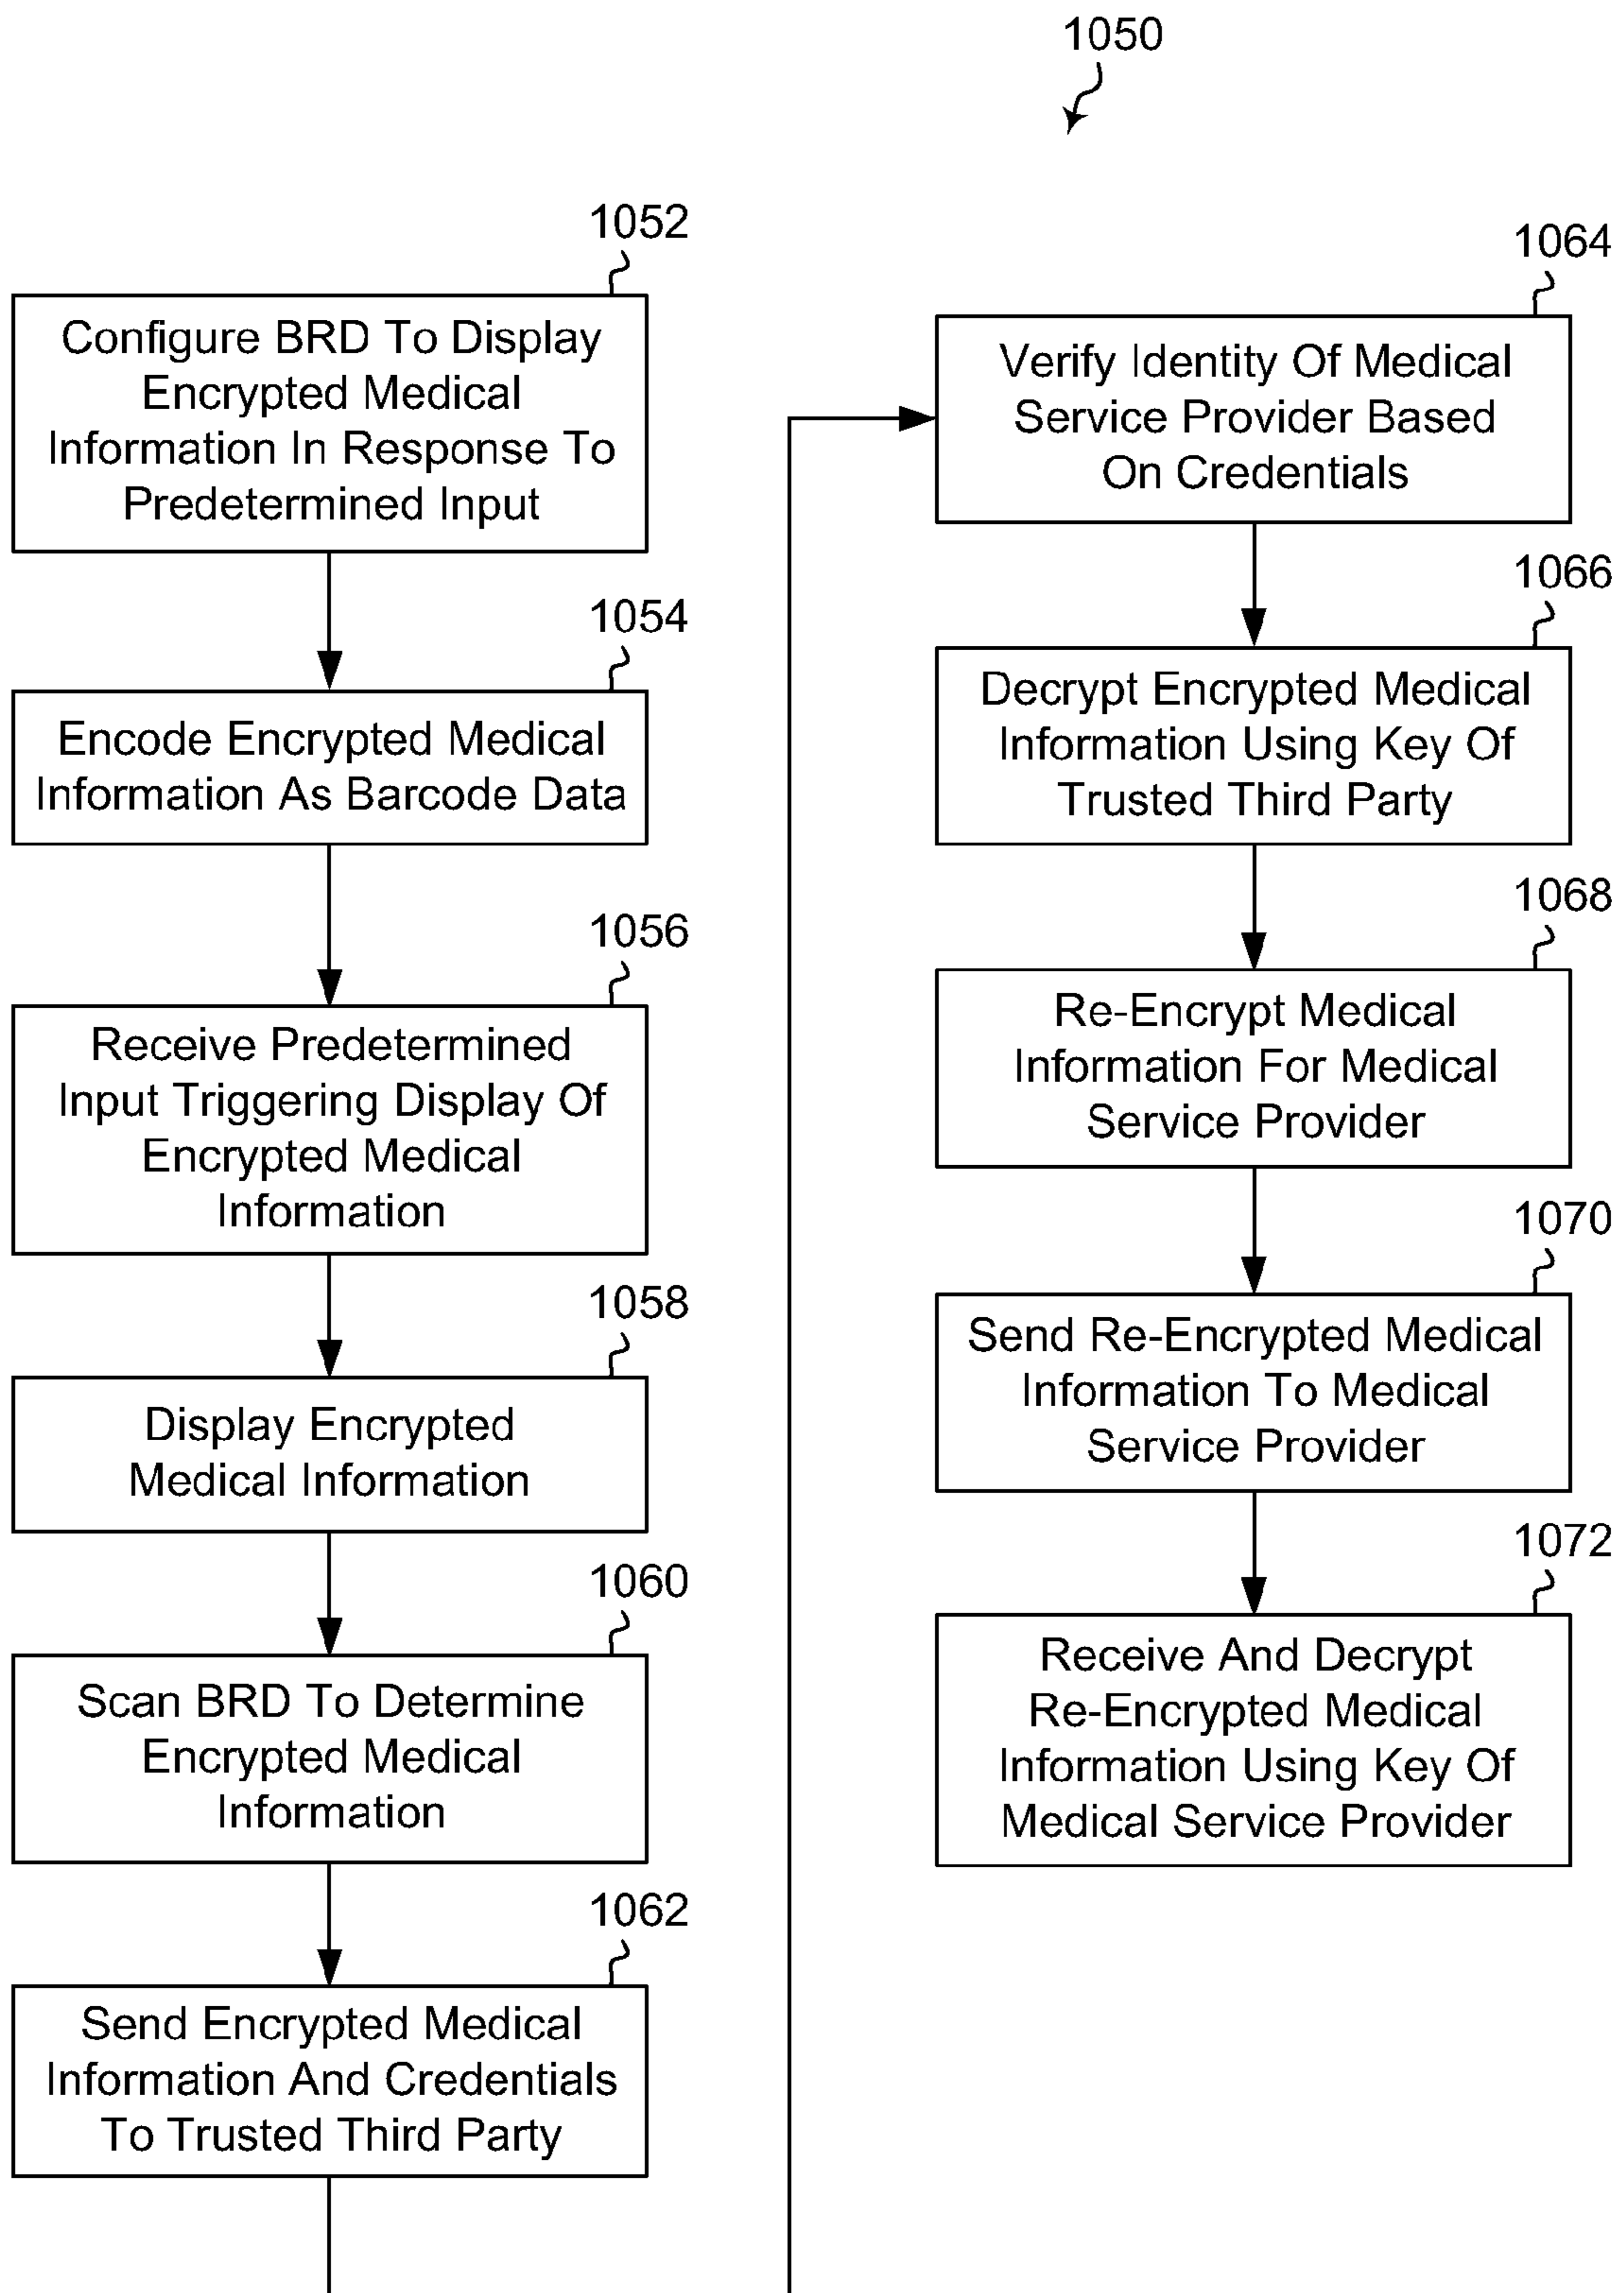 1050
1052
Configure BRD To Display
Encrypted Medical
Information In Response To
Predetermined Input
1054
Encode Encrypted Medical
Information As Barcode Data
1056
Receive Predetermined
Input Triggering Display Of
Encrypted Medical
Information
1058
Display Encrypted
Medical Information
1060
Scan BRD To Determine
Encrypted Medical
Information
1062
Send Encrypted Medical
Information And Credentials
To Trusted Third Party
1064
Verify Identity Of Medical
Service Provider Based
On Credentials
1066
Decrypt Encrypted Medical
Information Using Key Of
Trusted Third Party
1068
Re-Encrypt Medical
Information For Medical
Service Provider
1070
Send Re-Encrypted Medical
Information To Medical
Service Provider
1072
Receive And Decrypt
Re-Encrypted Medical
Information Using Key Of
Medical Service Provider